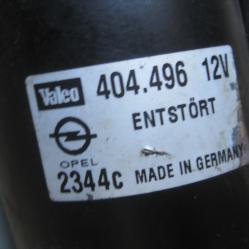 Valeo 404.496 12V
ENTSTÖRT
OPEL
2344c MADE IN GERMANY